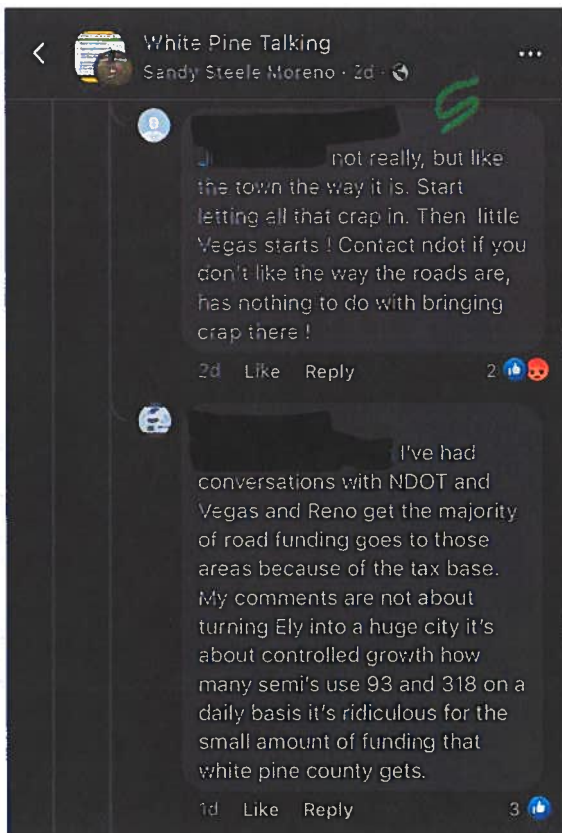 White Pine Talking
Sandy Steele Moreno · 2d ·
not really, but like
the town the way it is. Start
letting all that crap in. Then little
Vegas starts ! Contact ndot if you
don't like the way the roads are,
has nothing to do with bringing
crap there !
2d Like Reply 2
I've had
conversations with NDOT and
Vegas and Reno get the majority
of road funding goes to those
areas because of the tax base.
My comments are not about
turning Ely into a huge city it's
about controlled growth how
many semi's use 93 and 318 on a
daily basis it's ridiculous for the
small amount of funding that
white pine county gets.
1d Like Reply 3